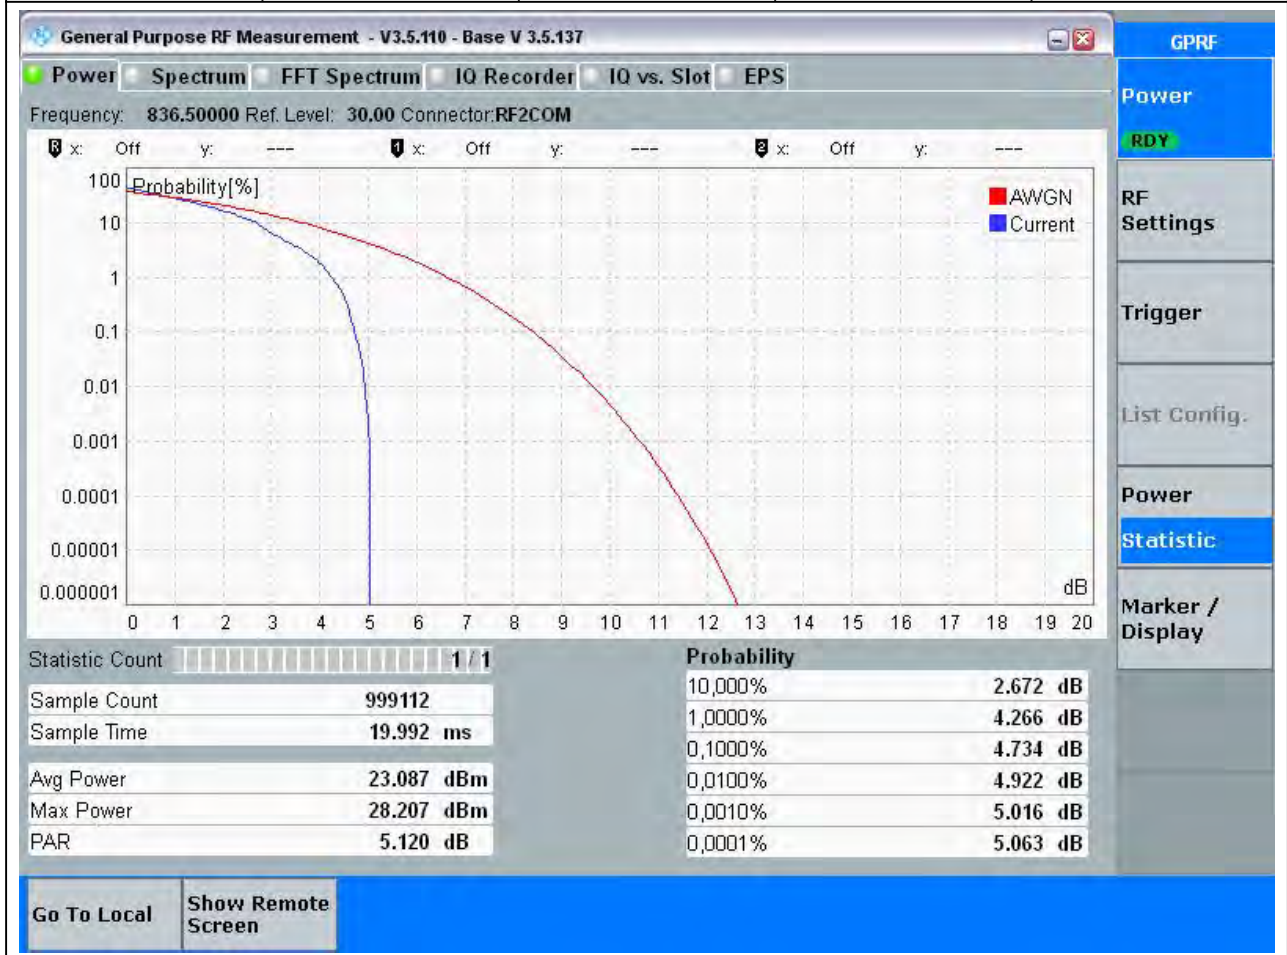 General Purpose RF Measurement - V3.5.110 - Base V 3.5.137
Power Spectrum FFT Spectrum IQ Recorder IQ vs. Slot EPS
Frequency: 836.50000 Ref. Level: 30.00 Connector:RF2COM
R x: Off y: --- 1 x: Off y: --- 2 x: Off y: ---
Probability[%]
100
10
1
0.1
0.01
0.001
0.0001
0.00001
0.000001
AWGN
Current
dB
0 1 2 3 4 5 6 7 8 9 10 11 12 13 14 15 16 17 18 19 20
Statistic Count 1 / 1
Sample Count 999112
Sample Time 19.992 ms
Avg Power 23.087 dBm
Max Power 28.207 dBm
PAR 5.120 dB
Probability
10,000% 2.672 dB
1,0000% 4.266 dB
0,1000% 4.734 dB
0,0100% 4.922 dB
0,0010% 5.016 dB
0,0001% 5.063 dB
GPRF
Power
RDY
RF
Settings
Trigger
List Config.
Power
Statistic
Marker /
Display
Go To Local
Show Remote
Screen